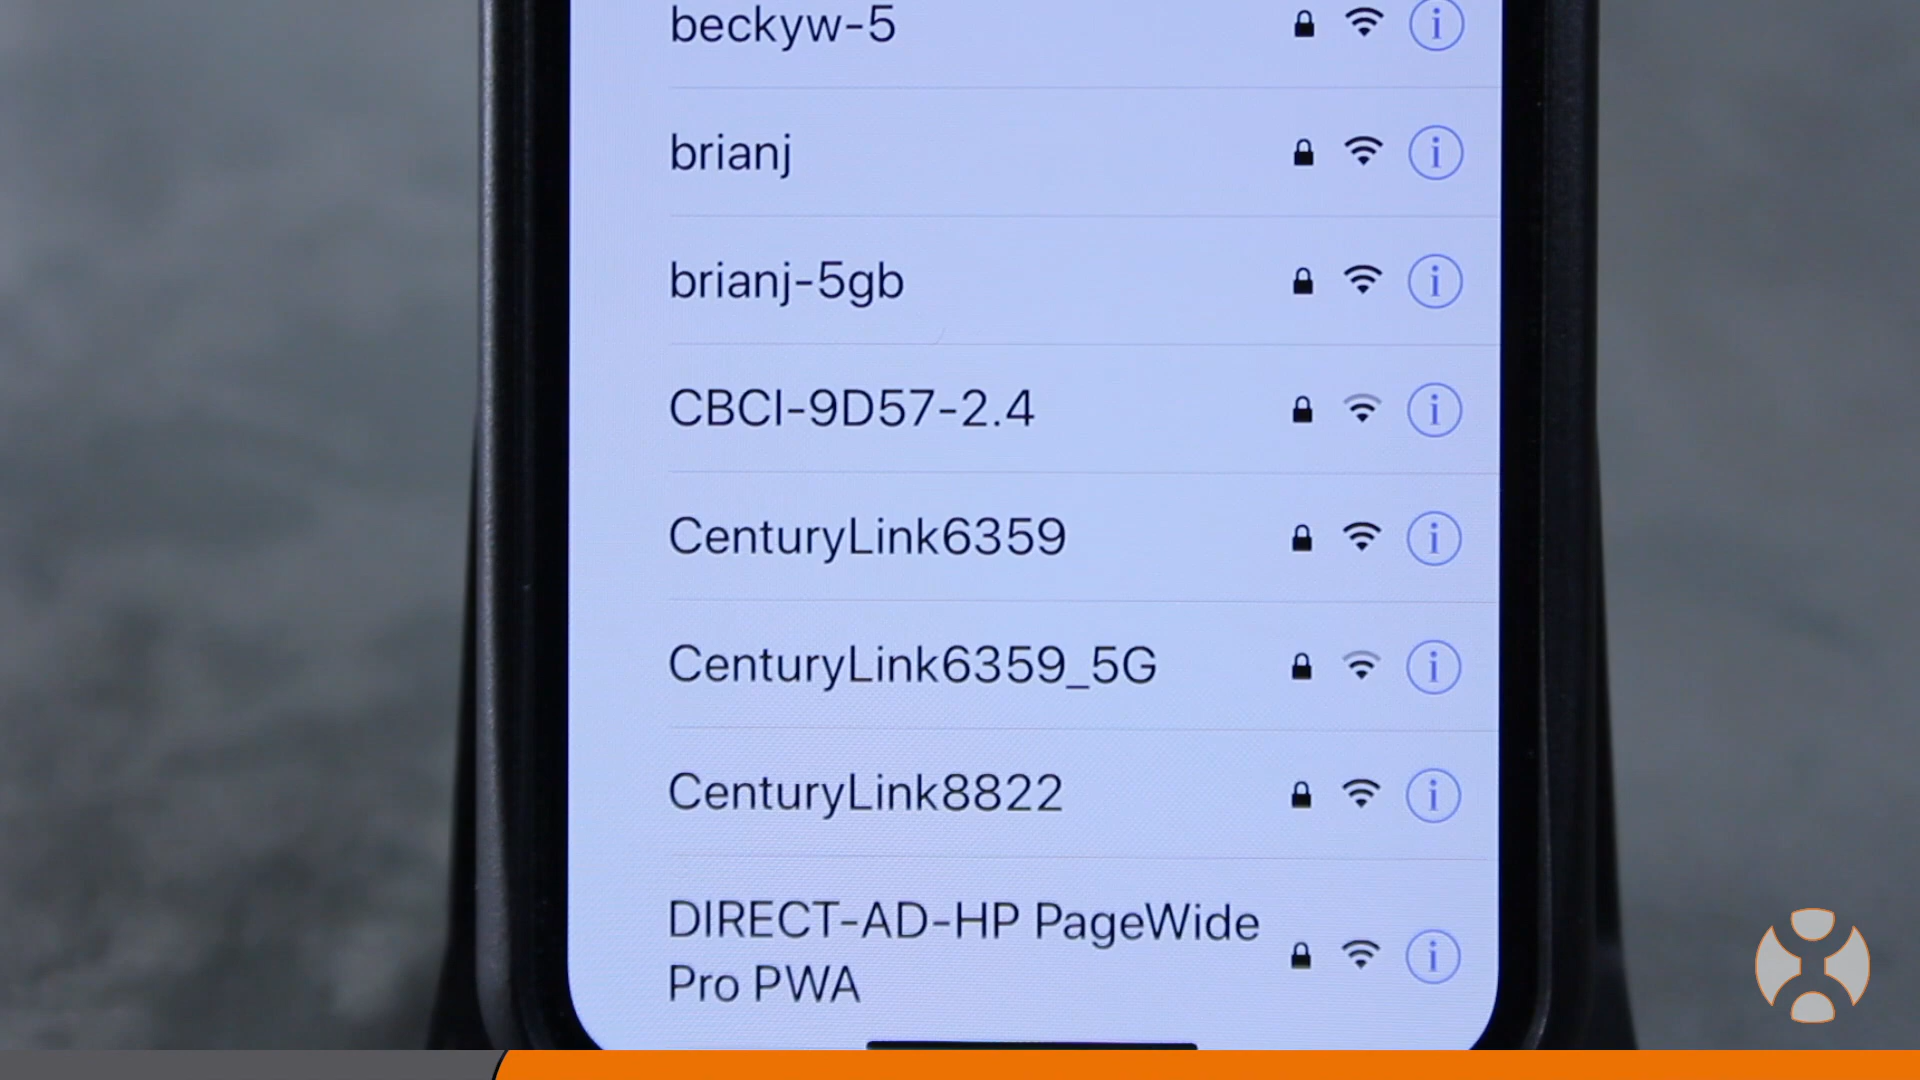 beckyw-5
brianj
brianj-5gb
CBCI-9D57-2.4
CenturyLink6359
CenturyLink6359_5G
CenturyLink8822
DIRECT-AD-HP PageWide
Pro PWA